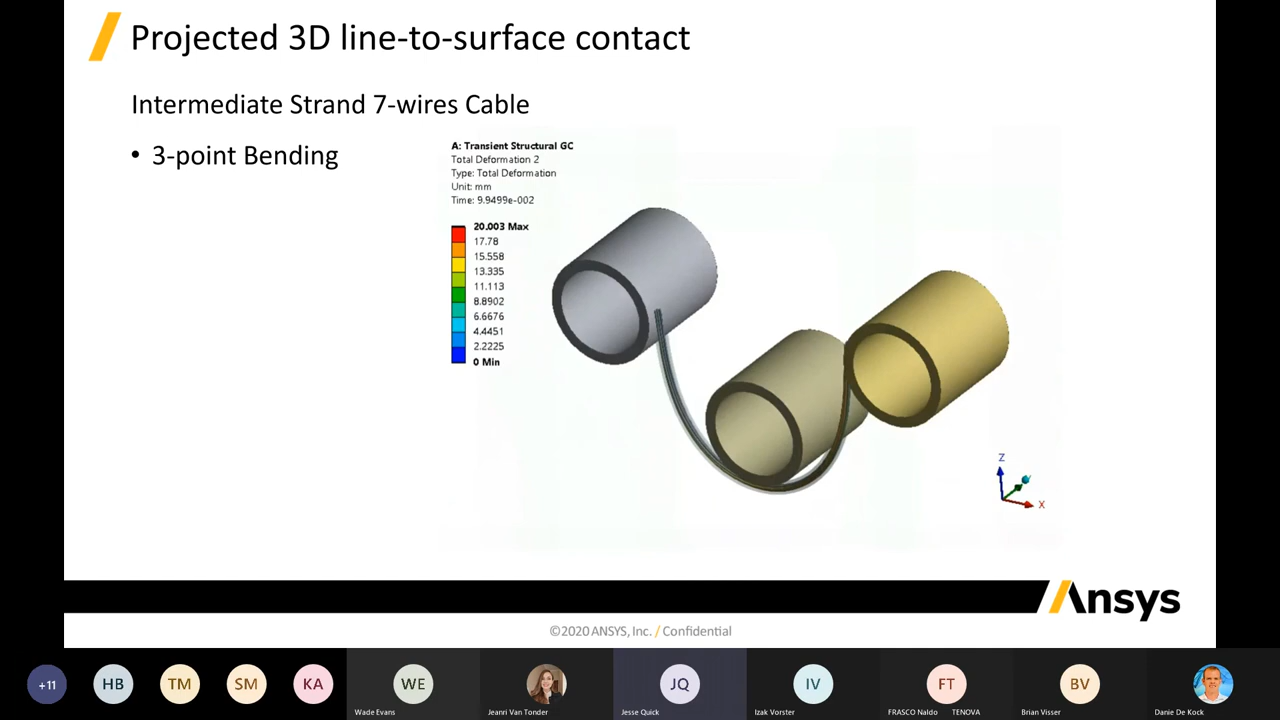 Projected 3D line-to-surface contact
Intermediate Strand 7-wires Cable
• 3-point Bending
A: Transient Structural GC
Total Deformation 2
Type: Total Deformation
Unit: mm
Time: 9.9499e-002
20.003 Max
17.78
15.558
13.335
11.113
8.8902
6.6676
4.4451
2.2225
0 Min
Z
X
Ansys
©2020 ANSYS, Inc. / Confidential
+11
HB
TM
SM
KA
WE
JQ
IV
FT
BV
Wade Evans
Jeanri Van Tonder
Jesse Quick
Izak Vorster
FRASCO Naldo TENOVA
Brian Visser
Danie De Kock